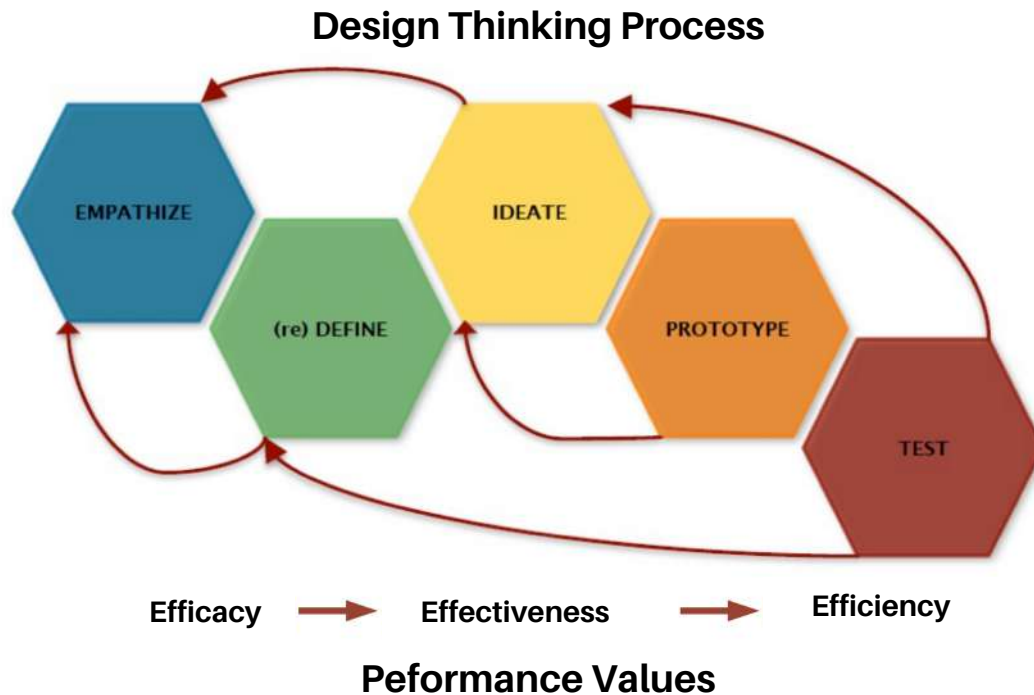 Design Thinking Process
EMPATHIZE
IDEATE
(re) DEFINE
PROTOTYPE
TEST
Efficacy
Effectiveness
Efficiency
Peformance Values